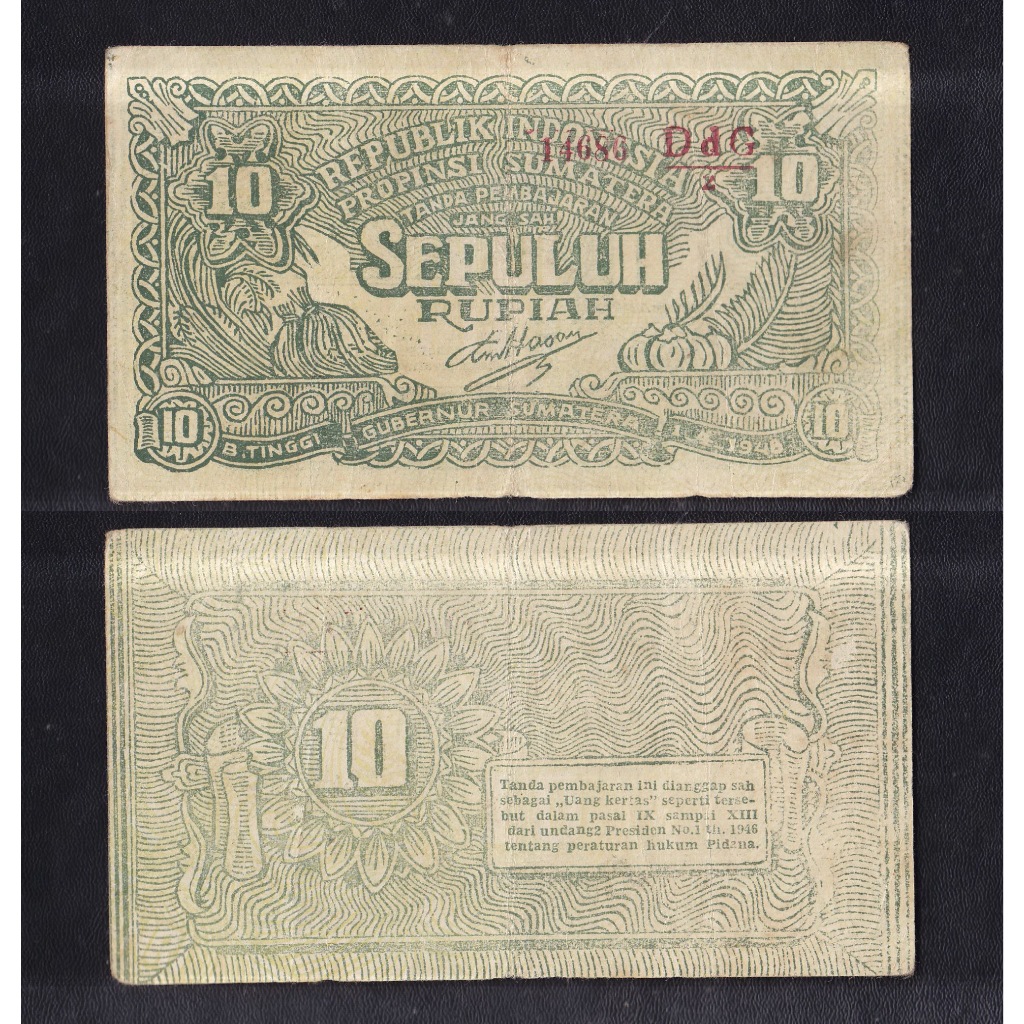 14686 DdG
2
REPUBLIK INDONESIA
PROPINSI SUMATERA
TANDA PEMBAJARAN
JANG SAH
10
10
SEPULUH
RUPIAH
10
B.TINGGI
GUBERNUR SUMATERA
10
10
Tanda pembajaran ini dianggap sah
sebagai „Uang kertas” seperti terse-
but dalam pasal IX sampai XIII
dari undang2 Presiden No.1 th. 1946
tentang peraturan hukum Pidana.